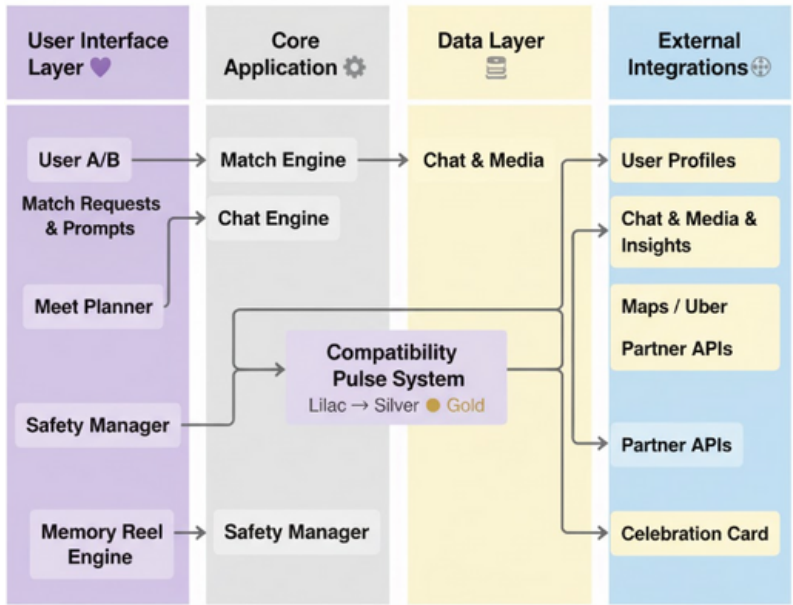 User Interface
Layer
Core
Application
Data Layer
External
Integrations
User A/B
Match Engine
Chat & Media
User Profiles
Match Requests
& Prompts
Chat Engine
Chat & Media &
Insights
Meet Planner
Maps / Uber
Partner APIs
Compatibility
Pulse System
Lilac → Silver ● Gold
Safety Manager
Partner APIs
Memory Reel
Engine
Safety Manager
Celebration Card